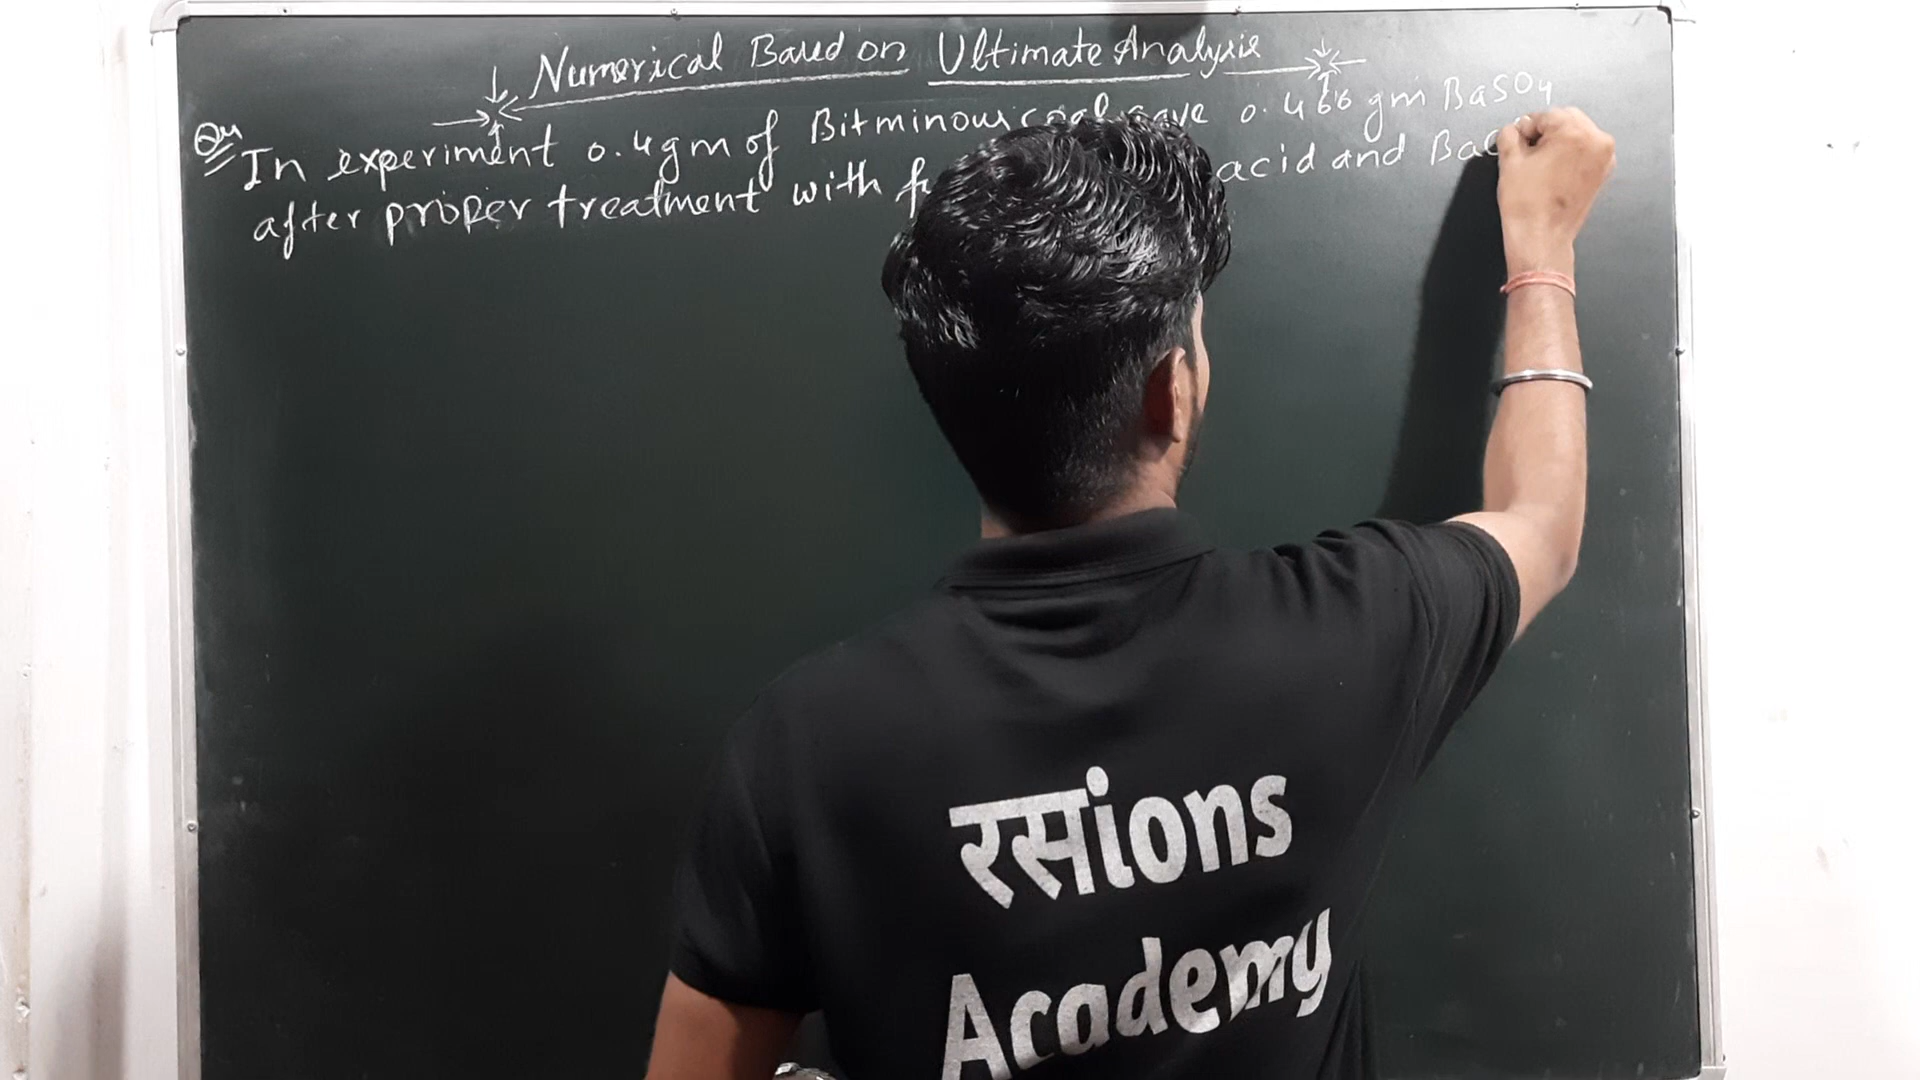 Numerical Based on Ultimate Analysis
Qu In experiment 0.4gm of Bitminous coal gave 0.466 gm BaSO4
after proper treatment with acid and
रसions
Academy